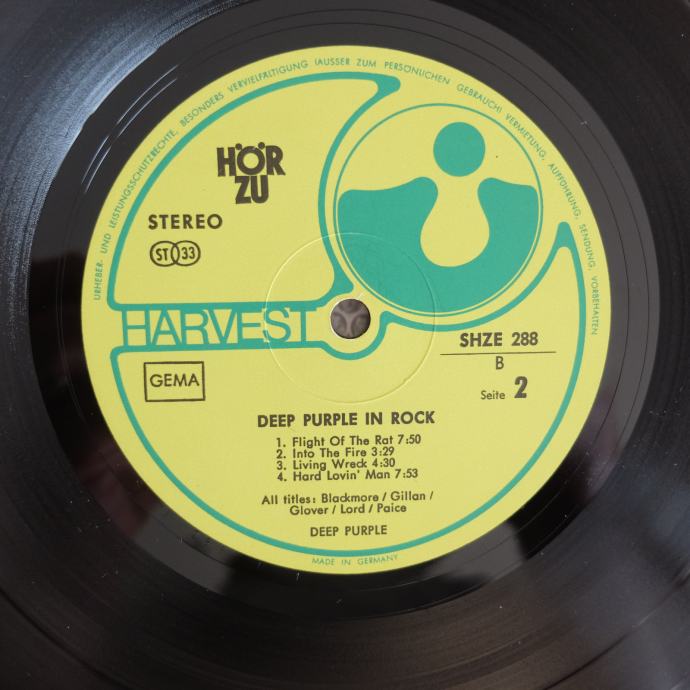 URHEBER- UND LEISTUNGSSCHUTZRECHTE, BESONDERS VERVIELFÄLTIGUNG (AUSSER ZUM PERSÖNLICHEN GEBRAUCH) VERMIETUNG, AUFFÜHRUNG, SENDUNG, VORBEHALTEN
HÖR
ZU
STEREO
ST 33
HARVEST
GEMA
SHZE 288
B
Seite 2
DEEP PURPLE IN ROCK
1. Flight Of The Rat 7:50
2. Into The Fire 3:29
3. Living Wreck 4:30
4. Hard Lovin' Man 7:53
All titles: Blackmore / Gillan /
Glover / Lord / Paice
DEEP PURPLE
MADE IN GERMANY